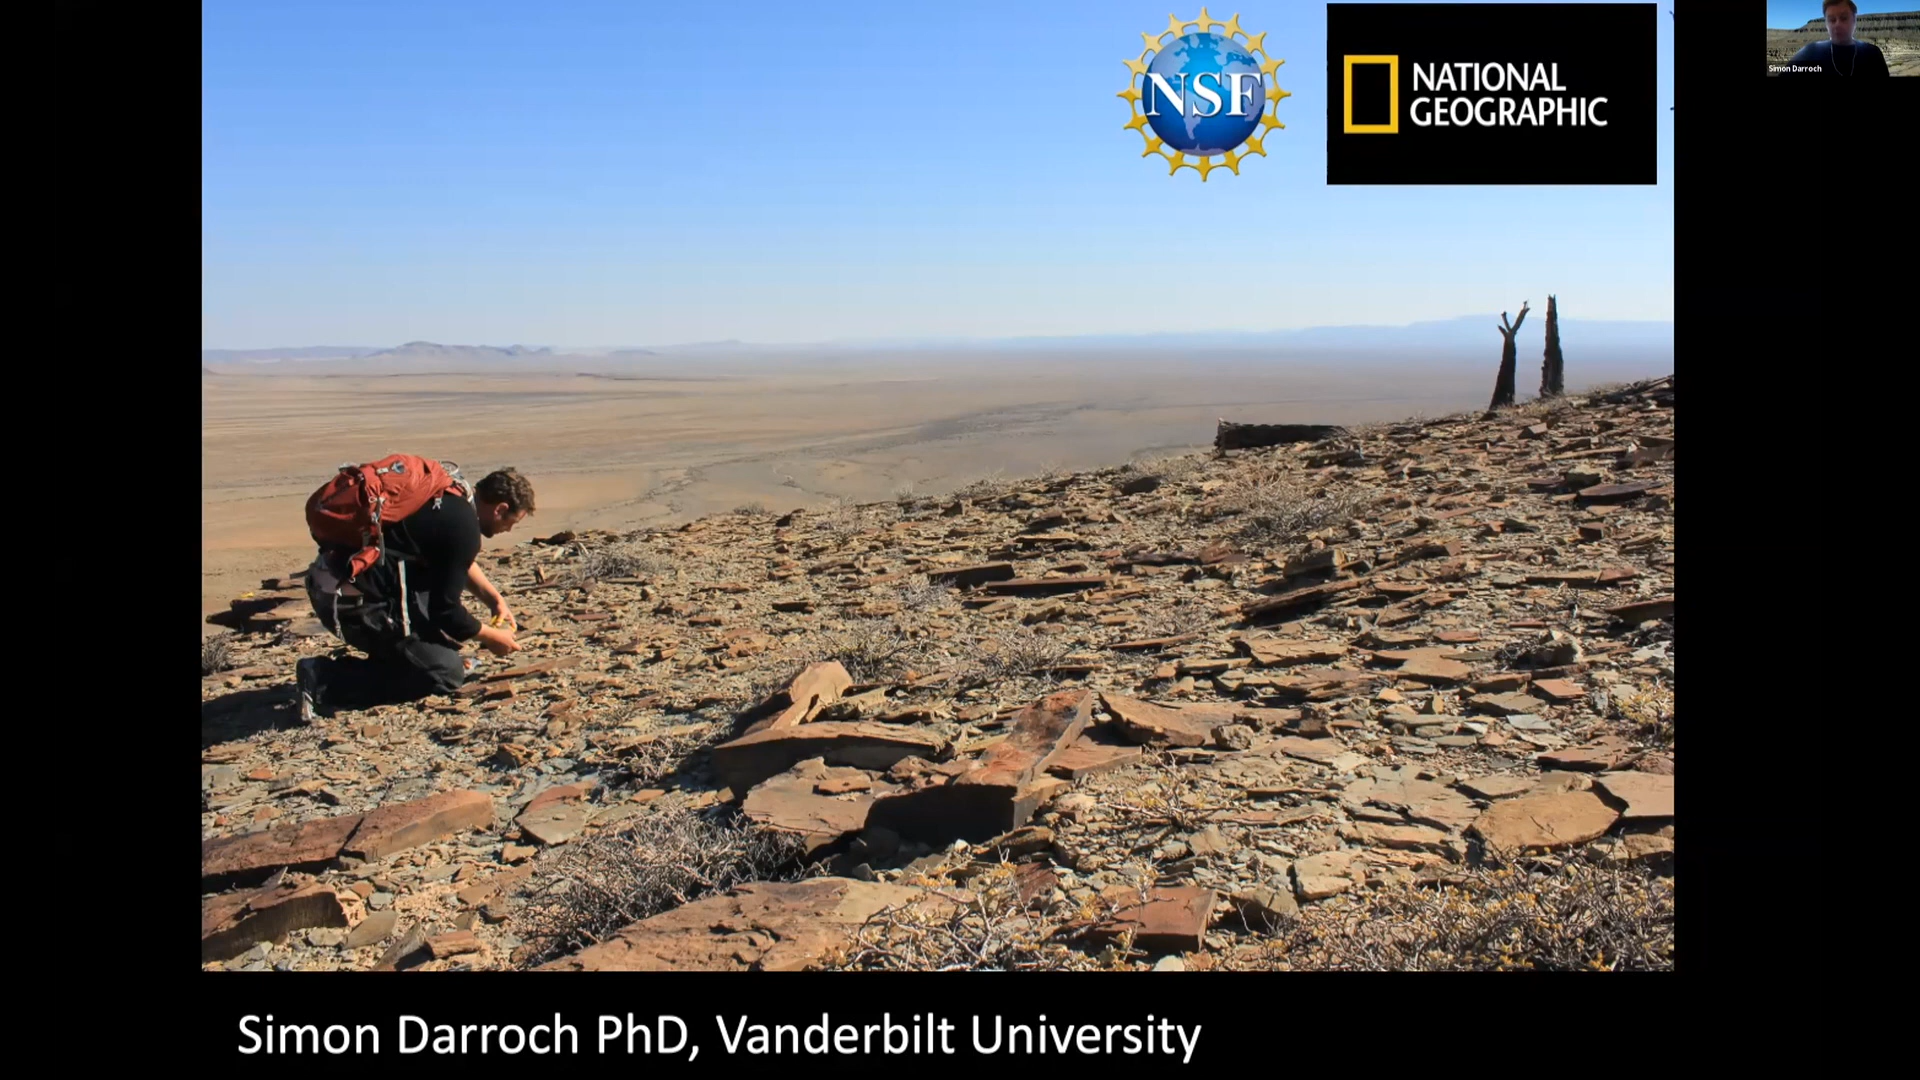 NSF
NATIONAL
GEOGRAPHIC
Simon Darroch
Simon Darroch PhD, Vanderbilt University